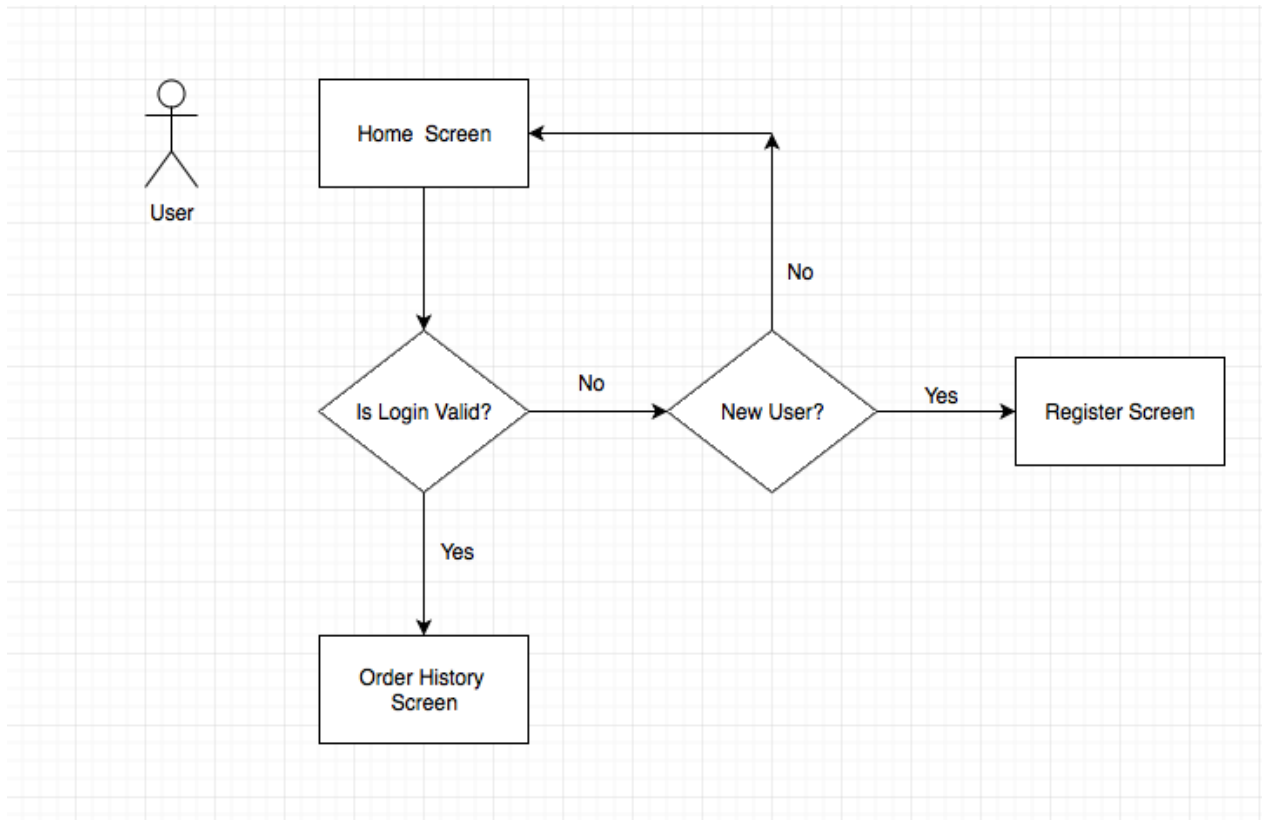 Home  Screen
User
No
No
Yes
Is Login Valid?
New User?
Register Screen
Yes
Order History
Screen